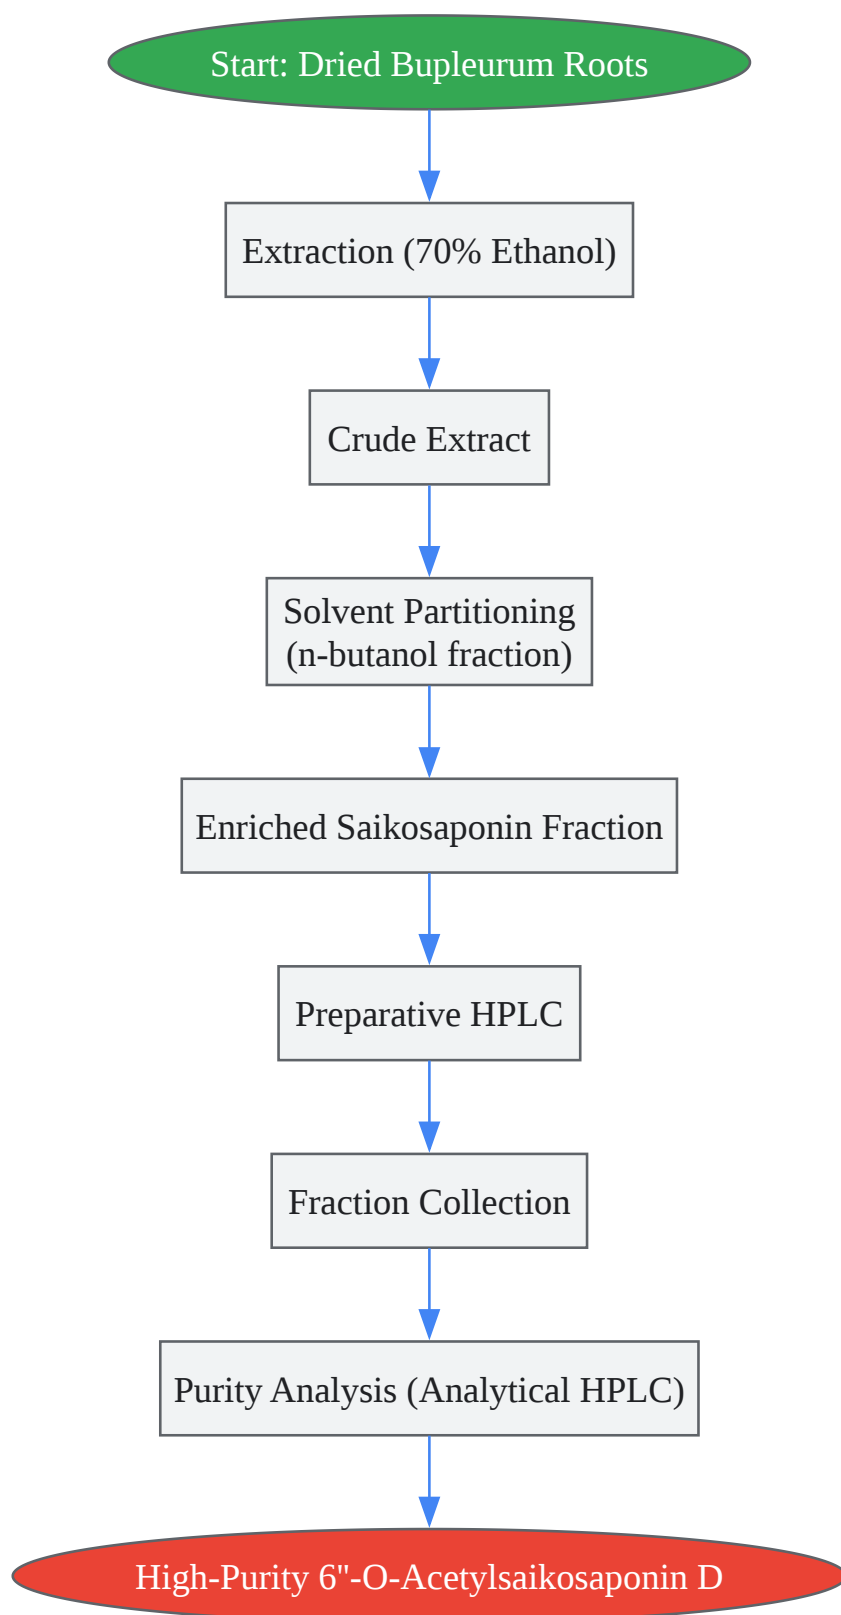 Start: Dried Bupleurum Roots
Extraction (70% Ethanol)
Crude Extract
Solvent Partitioning
(n-butanol fraction)
Enriched Saikosaponin Fraction
Preparative HPLC
Fraction Collection
Purity Analysis (Analytical HPLC)
High-Purity 6"-O-Acetylsaikosaponin D